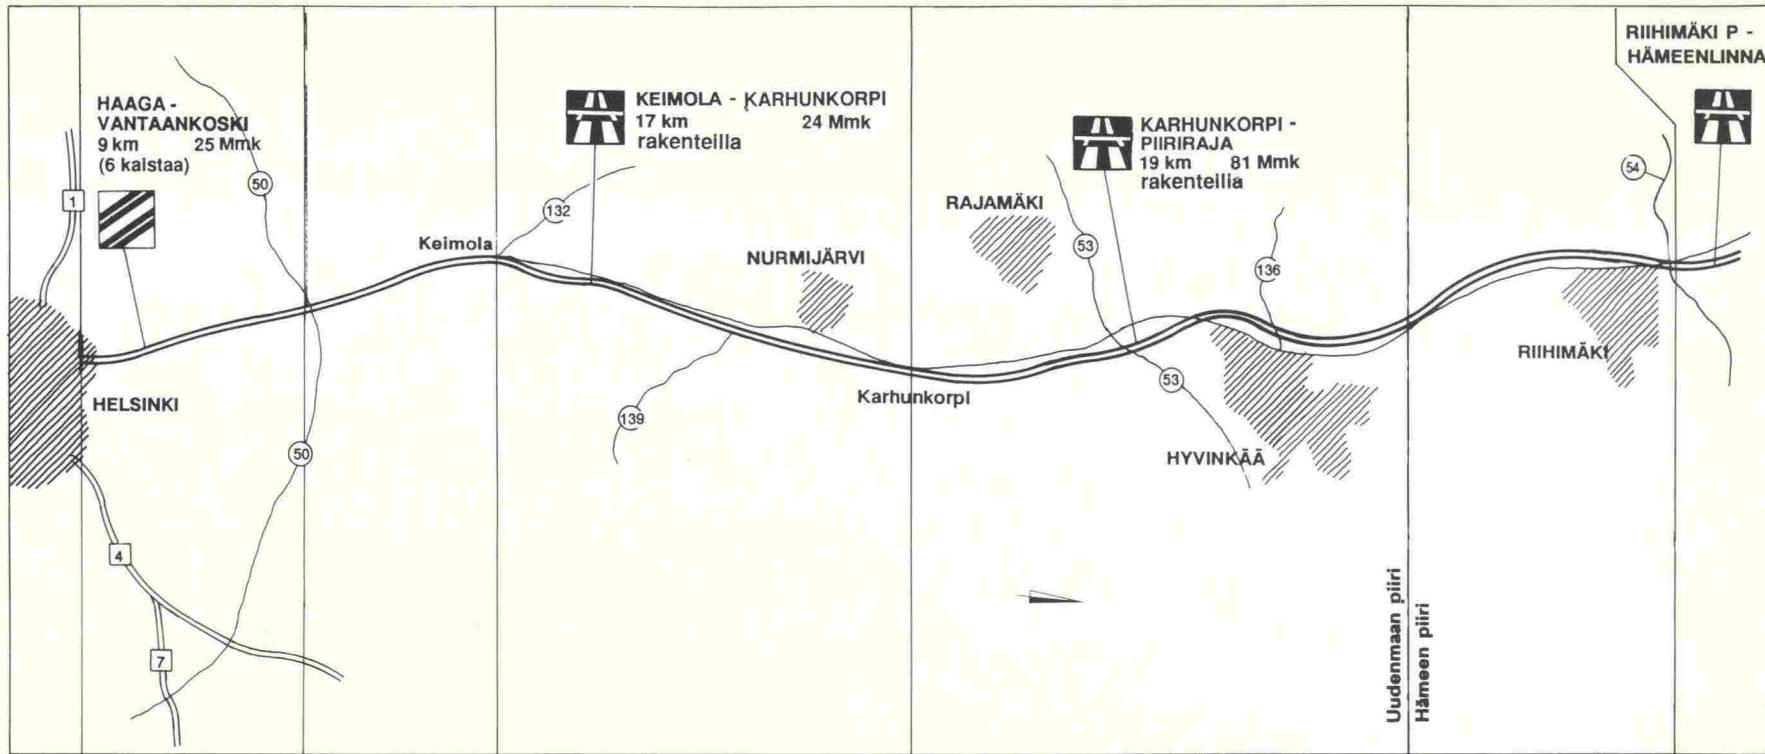 RIIHIMÄKI P -
HÄMEENLINNA
HAAGA -
VANTAANKOSKI
9 km 25 Mmk
(6 kaistaa)
KEIMOLA - KARHUNKORPI
17 km 24 Mmk
rakenteilla
KARHUNKORPI -
PIIRIRAJA
19 km 81 Mmk
rakenteilla
1
50
132
RAJAMÄKI
53
54
Keimola
NURMIJÄRVI
136
HELSINKI
139
Karhunkorpi
53
RIIHIMÄKI
50
HYVINKÄÄ
4
7
Uudenmaan piiri
Hämeen piiri